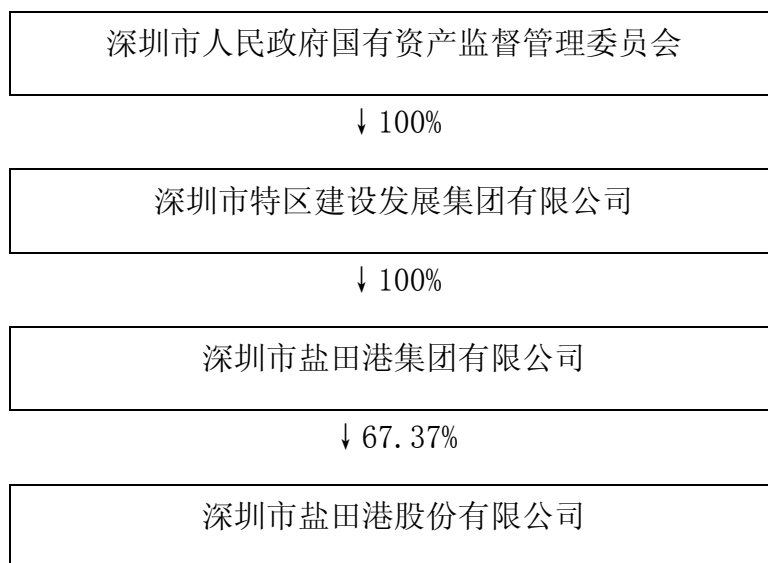 深圳市人民政府国有资产监督管理委员会
↓100%
深圳市特区建设发展集团有限公司
↓100%
深圳市盐田港集团有限公司
↓67.37%
深圳市盐田港股份有限公司